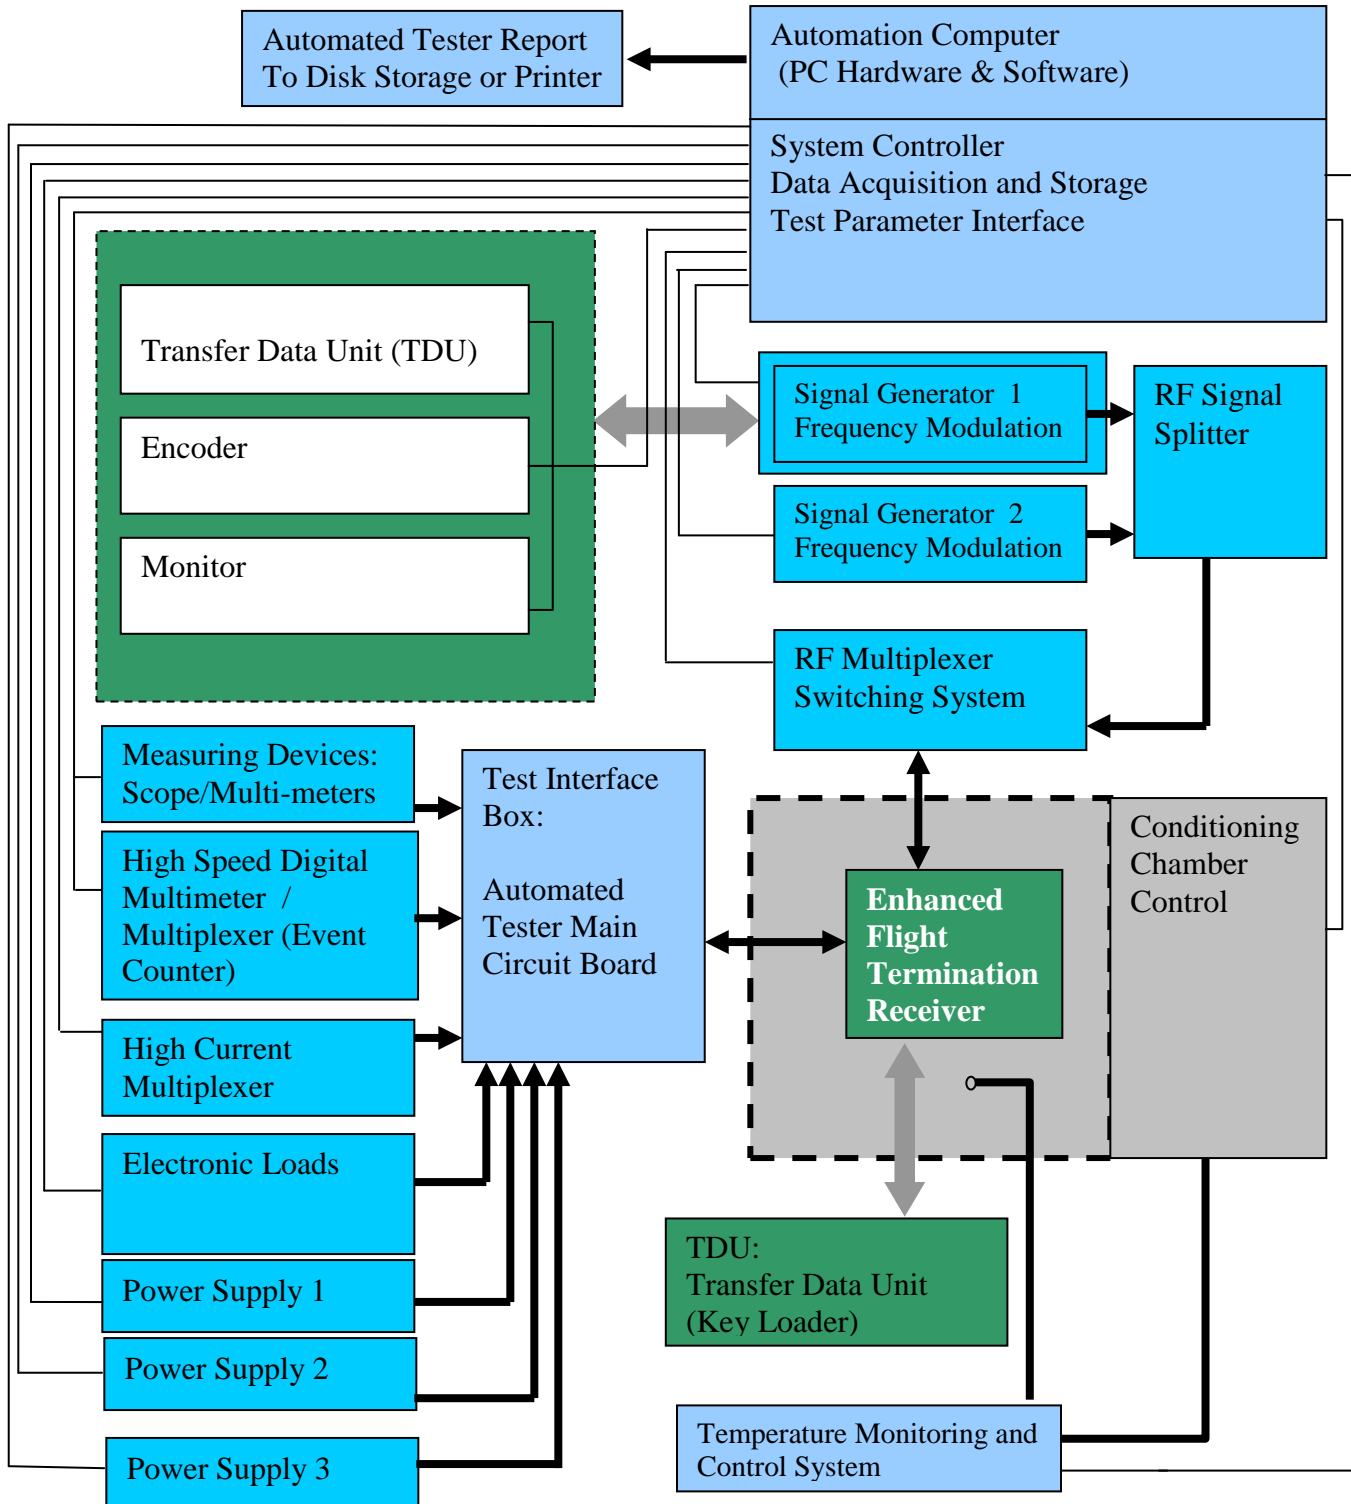 Automated Tester Report
To Disk Storage or Printer
Automation Computer
(PC Hardware & Software)
System Controller
Data Acquisition and Storage
Test Parameter Interface
Transfer Data Unit (TDU)
Encoder
Monitor
Signal Generator 1
Frequency Modulation
RF Signal
Splitter
Signal Generator 2
Frequency Modulation
RF Multiplexer
Switching System
Measuring Devices:
Scope/Multi-meters
High Speed Digital
Multimeter /
Multiplexer (Event
Counter)
High Current
Multiplexer
Electronic Loads
Power Supply 1
Power Supply 2
Power Supply 3
Test Interface
Box:
Automated
Tester Main
Circuit Board
Enhanced
Flight
Termination
Receiver
Conditioning
Chamber
Control
TDU:
Transfer Data Unit
(Key Loader)
Temperature Monitoring and
Control System